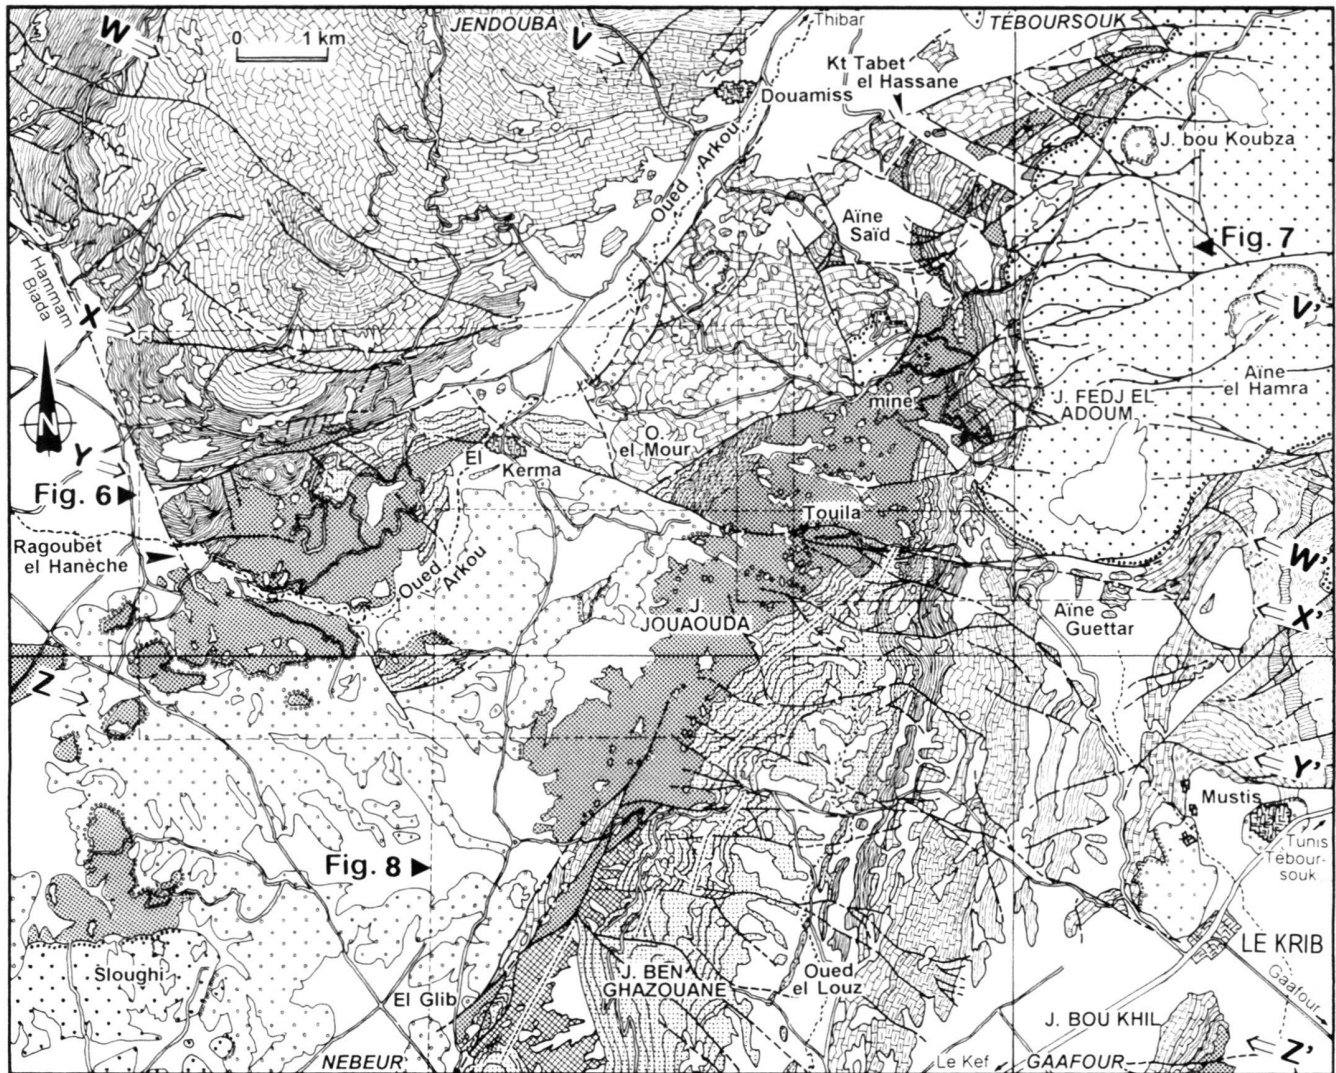 W
JENDOUBA
V
Thibar
TÉBOURSOUK
0 1 km
Kt Tabet
el Hassane
Douamiss
Oued Arkou
J. bou Koubza
Aïne
Saïd
Fig. 7
Hammam
Biada
X
V'
Aïne
el Hamra
mine
J. FEDJ EL
ADOUM
N
O.
el Mour
Y
El
Kerma
Fig. 6
Touila
Ragoubet
el Hanèche
Oued
Arkou
W'
Aïne
Guettar
X'
J.
JOUAOUDA
Z
Y'
Mustis
Tunis
Tébour-
souk
Fig. 8
LE KRIB
Sloughi
J. BEN
GHAZOUANE
Oued
el Louz
Gaafour
El Glib
J. BOU KHIL
Z'
NEBEUR
Le Kef
GAAFOUR